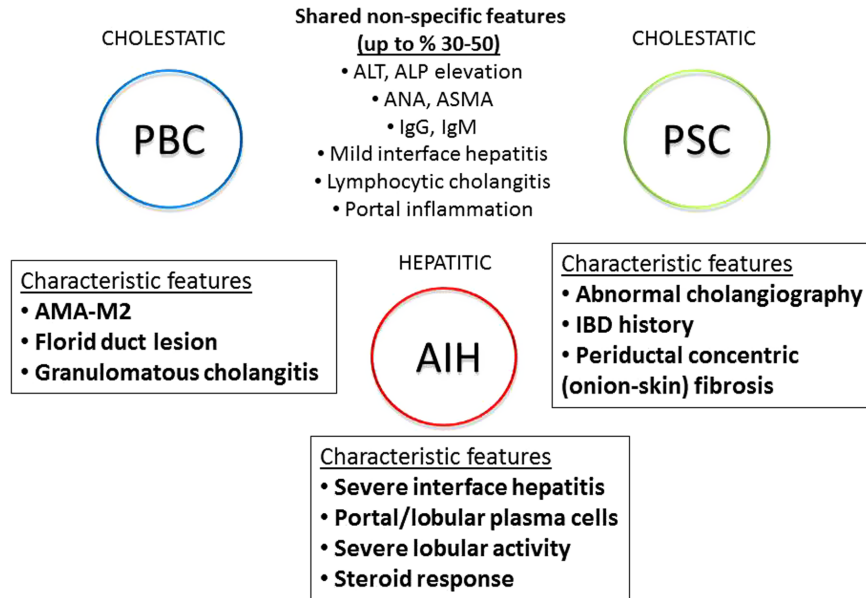 Shared non-specific features
(up to % 30-50)
• ALT, ALP elevation
• ANA, ASMA
• IgG, IgM
• Mild interface hepatitis
• Lymphocytic cholangitis
• Portal inflammation
CHOLESTATIC
PBC
CHOLESTATIC
PSC
Characteristic features
• AMA-M2
• Florid duct lesion
• Granulomatous cholangitis
HEPATITIC
AIH
Characteristic features
• Abnormal cholangiography
• IBD history
• Periductal concentric
(onion-skin) fibrosis
Characteristic features
• Severe interface hepatitis
• Portal/lobular plasma cells
• Severe lobular activity
• Steroid response